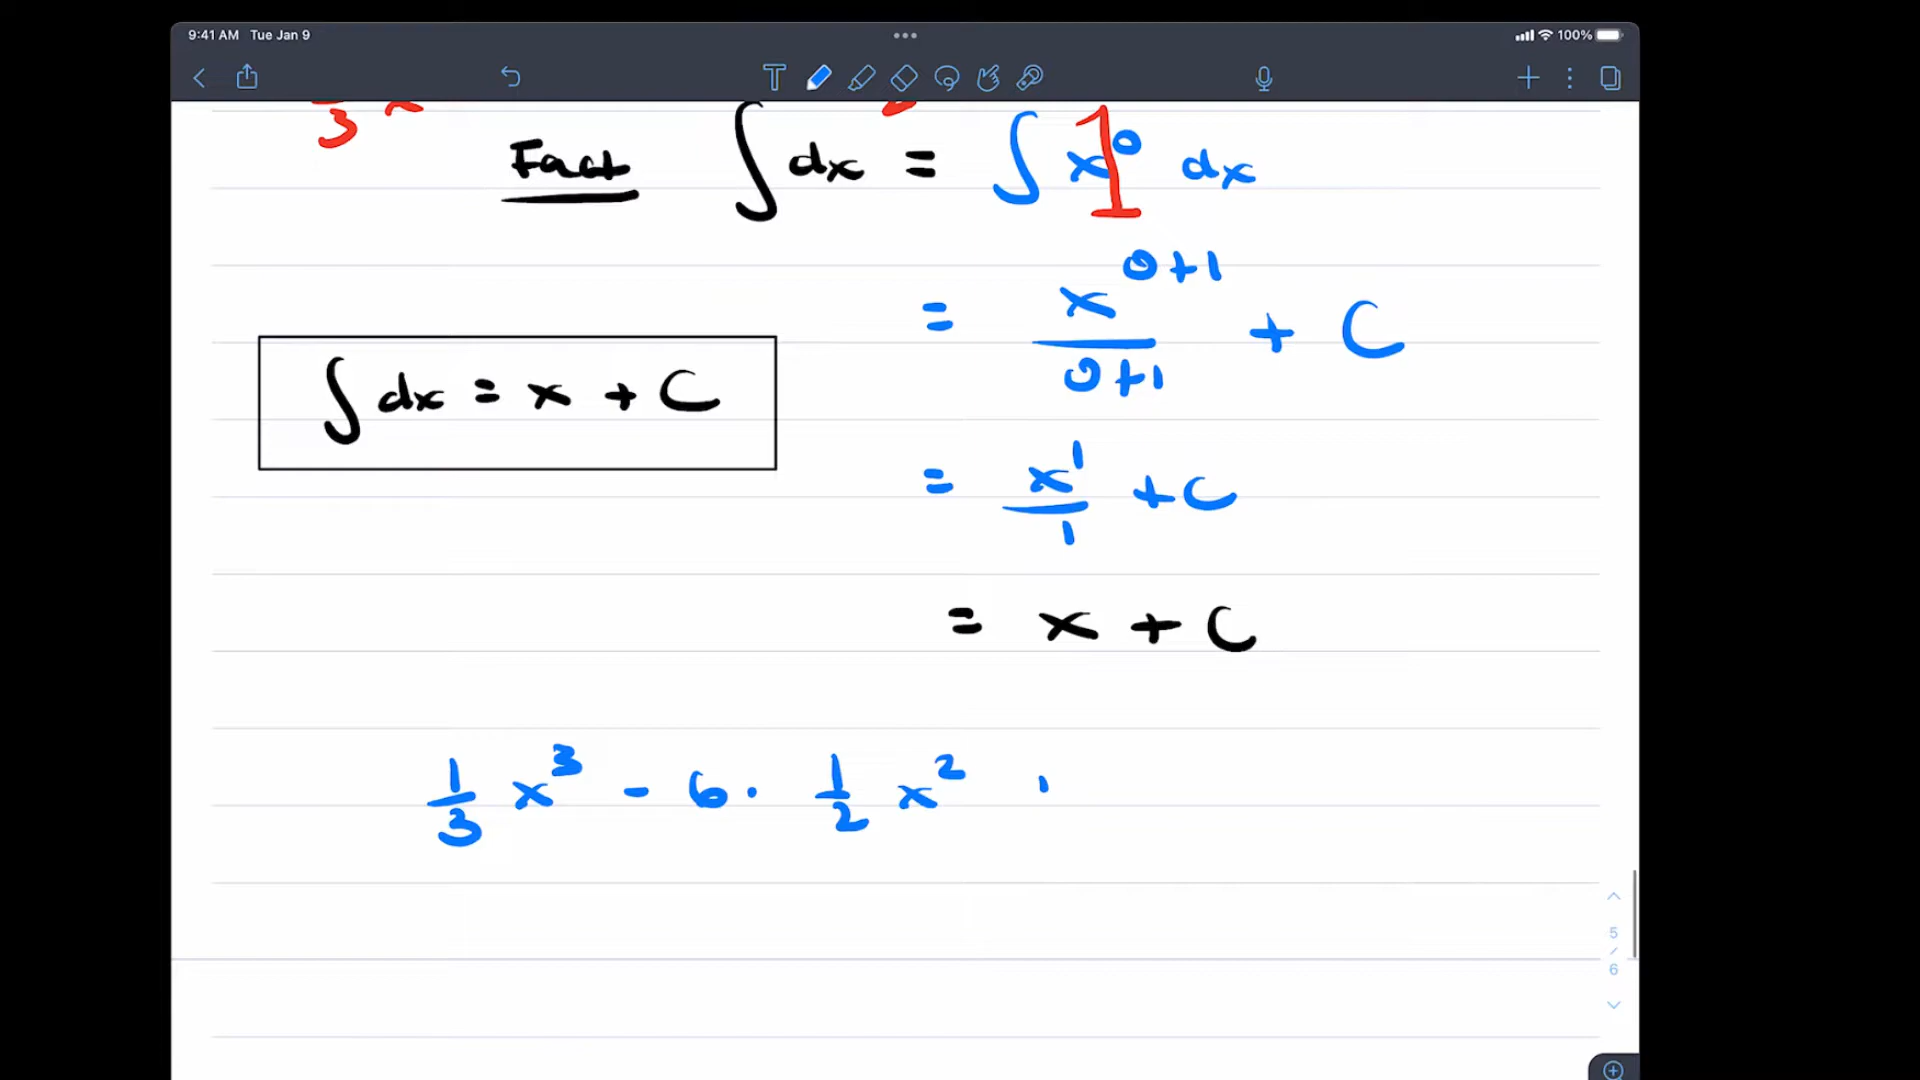 9:41 AM Tue Jan 9 100%
Fact ∫ dx = ∫ x⁰ 1 dx
= x^(0+1) / (0+1) + C
∫ dx = x + C
= x¹/1 + C
= x + C
1/3 x³ - 6 · 1/2 x²
5 / 6